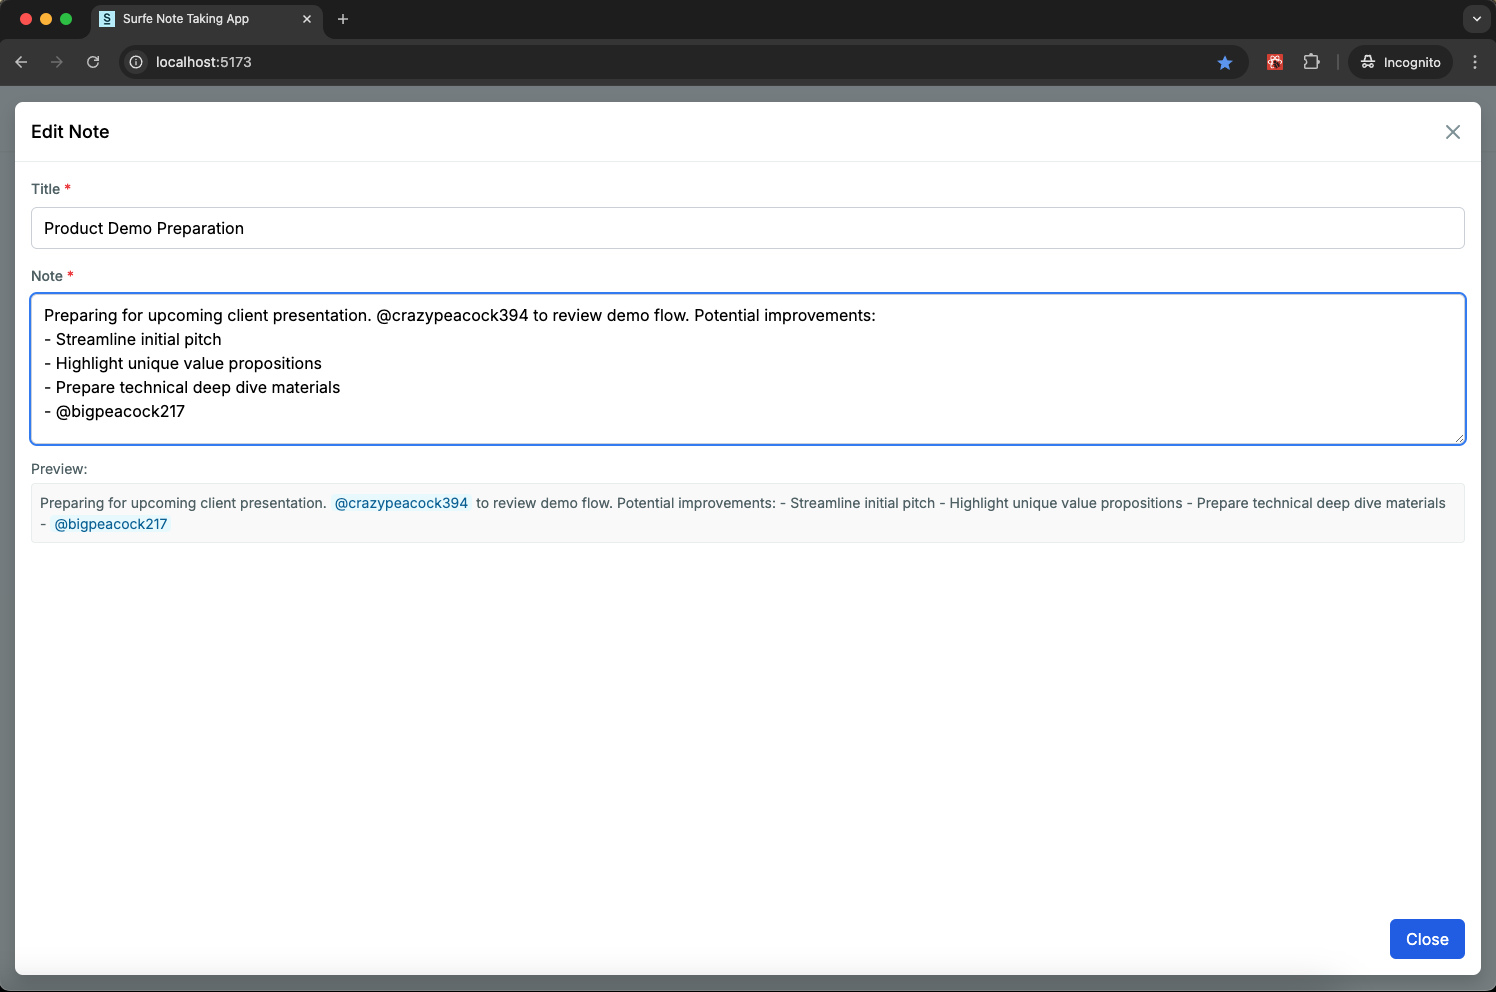 Surfe Note Taking App
localhost:5173
Incognito
Edit Note
Title *
Product Demo Preparation
Note *
Preparing for upcoming client presentation. @crazypeacock394 to review demo flow. Potential improvements:
- Streamline initial pitch
- Highlight unique value propositions
- Prepare technical deep dive materials
- @bigpeacock217
Preview:
Preparing for upcoming client presentation. @crazypeacock394 to review demo flow. Potential improvements: - Streamline initial pitch - Highlight unique value propositions - Prepare technical deep dive materials
- @bigpeacock217
Close